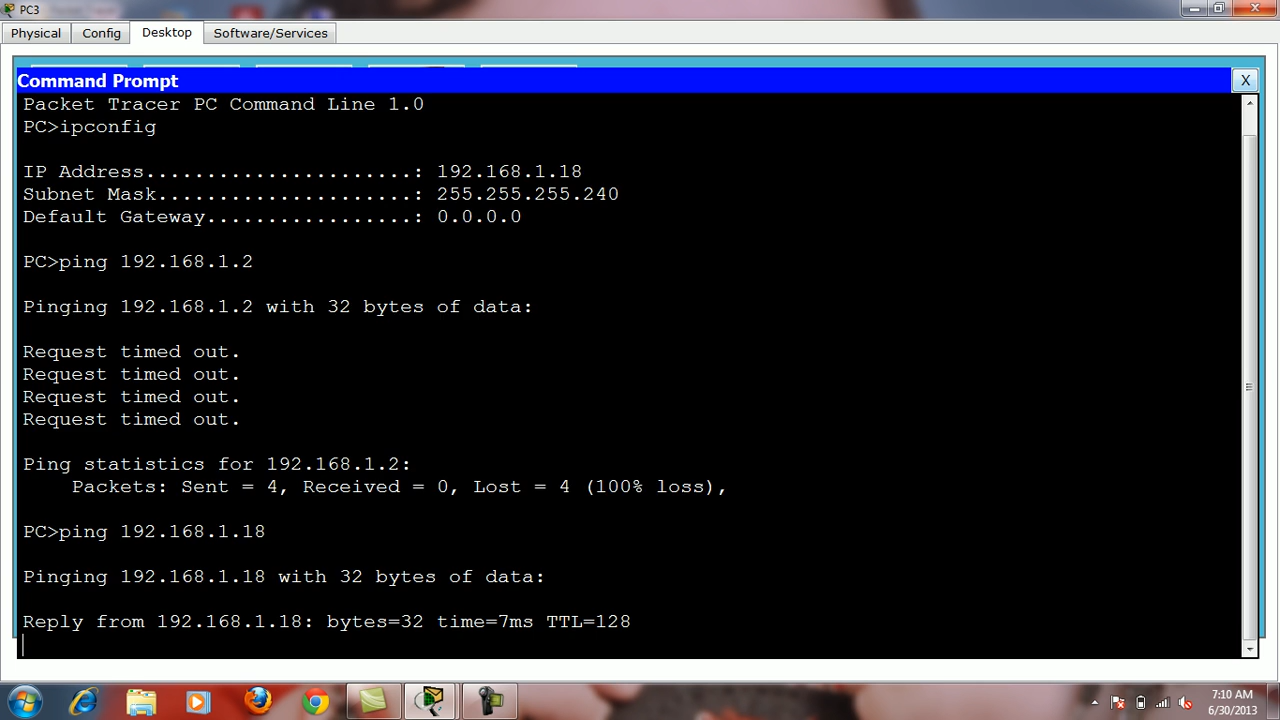 PC3
Physical Config Desktop Software/Services
Command Prompt X
Packet Tracer PC Command Line 1.0
PC>ipconfig
IP Address......................: 192.168.1.18
Subnet Mask.....................: 255.255.255.240
Default Gateway.................: 0.0.0.0
PC>ping 192.168.1.2
Pinging 192.168.1.2 with 32 bytes of data:
Request timed out.
Request timed out.
Request timed out.
Request timed out.
Ping statistics for 192.168.1.2:
Packets: Sent = 4, Received = 0, Lost = 4 (100% loss),
PC>ping 192.168.1.18
Pinging 192.168.1.18 with 32 bytes of data:
Reply from 192.168.1.18: bytes=32 time=7ms TTL=128
7:10 AM
6/30/2013